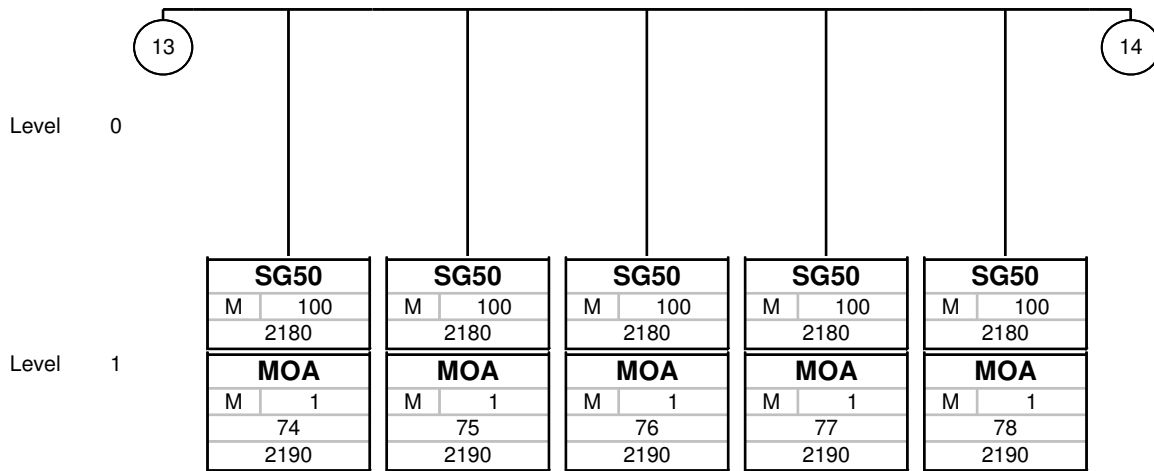 13 14
Level 0
SG50 SG50 SG50 SG50 SG50
M 100 M 100 M 100 M 100 M 100
2180 2180 2180 2180 2180
Level 1
MOA MOA MOA MOA MOA
M 1 M 1 M 1 M 1 M 1
74 75 76 77 78
2190 2190 2190 2190 2190